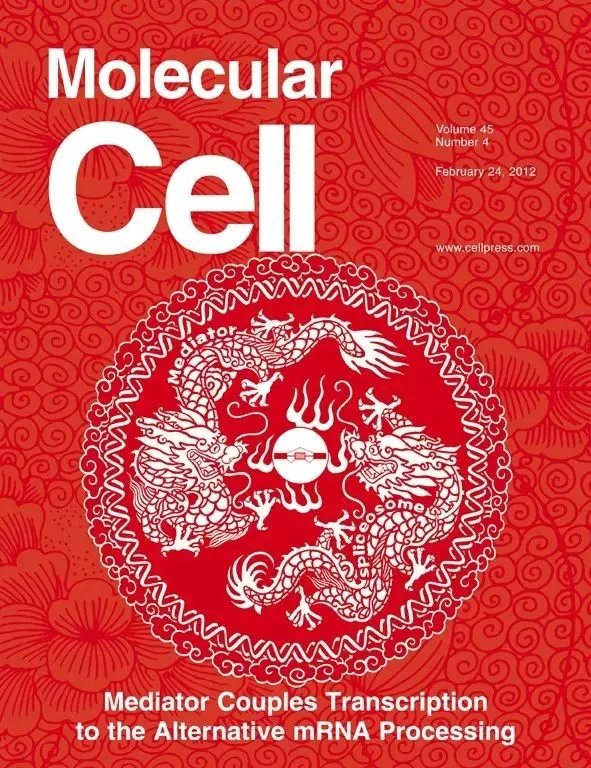 Molecular
Cell
Volume 45
Number 4
February 24, 2012
www.cellpress.com
Mediator
Spliceosome
Mediator Couples Transcription
to the Alternative mRNA Processing